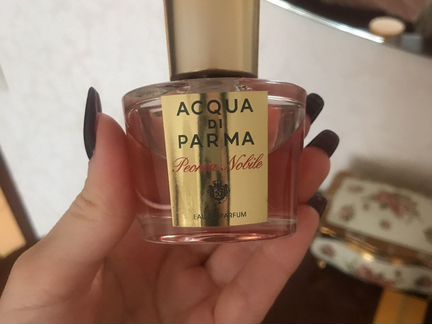 ACQUA
DI
PARMA
Peonia Nobile
EAU DE PARFUM